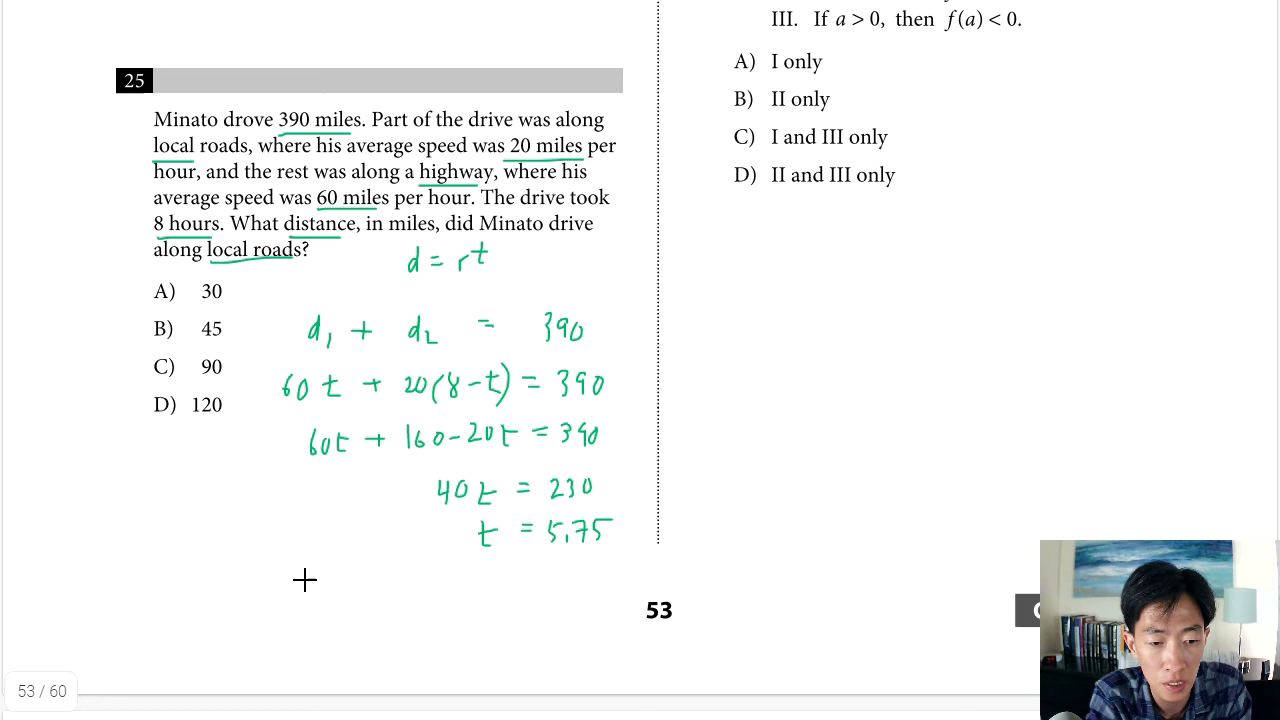 25
Minato drove 390 miles. Part of the drive was along
local roads, where his average speed was 20 miles per
hour, and the rest was along a highway, where his
average speed was 60 miles per hour. The drive took
8 hours. What distance, in miles, did Minato drive
along local roads?
d = rt
A) 30
B) 45
C) 90
D) 120
d₁ + d₂ = 390
60t + 20(8-t) = 390
60t + 160-20t = 390
40t = 230
t = 5.75
III. If a > 0, then f(a) < 0.
A) I only
B) II only
C) I and III only
D) II and III only
53
53 / 60